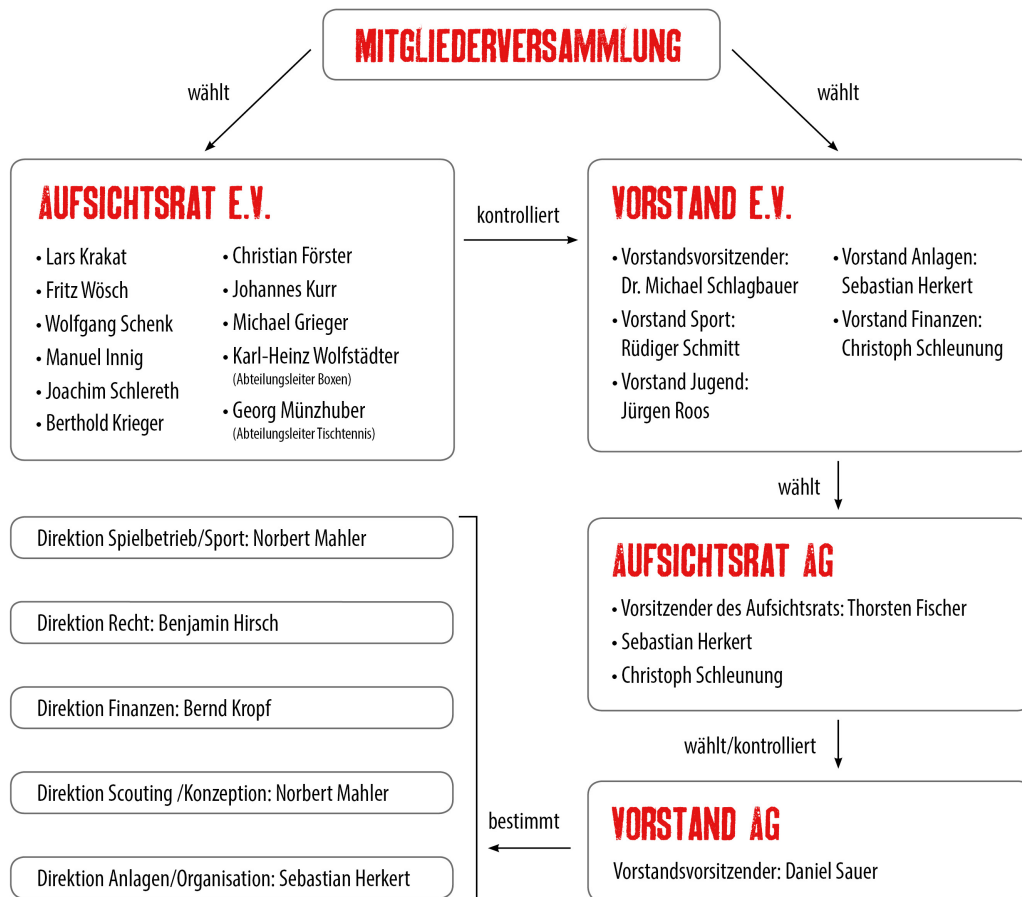 MITGLIEDERVERSAMMLUNG
wählt
wählt
AUFSICHTSRAT E.V.
• Lars Krakat
• Fritz Wösch
• Wolfgang Schenk
• Manuel Innig
• Joachim Schlereth
• Berthold Krieger
• Christian Förster
• Johannes Kurr
• Michael Grieger
• Karl-Heinz Wolfstädter
(Abteilungsleiter Boxen)
• Georg Münzhuber
(Abteilungsleiter Tischtennis)
kontrolliert
VORSTAND E.V.
• Vorstandsvorsitzender:
Dr. Michael Schlagbauer
• Vorstand Sport:
Rüdiger Schmitt
• Vorstand Jugend:
Jürgen Roos
• Vorstand Anlagen:
Sebastian Herkert
• Vorstand Finanzen:
Christoph Schleunung
wählt
AUFSICHTSRAT AG
• Vorsitzender des Aufsichtsrats: Thorsten Fischer
• Sebastian Herkert
• Christoph Schleunung
wählt/kontrolliert
VORSTAND AG
Vorstandsvorsitzender: Daniel Sauer
bestimmt
Direktion Spielbetrieb/Sport: Norbert Mahler
Direktion Recht: Benjamin Hirsch
Direktion Finanzen: Bernd Kropf
Direktion Scouting /Konzeption: Norbert Mahler
Direktion Anlagen/Organisation: Sebastian Herkert